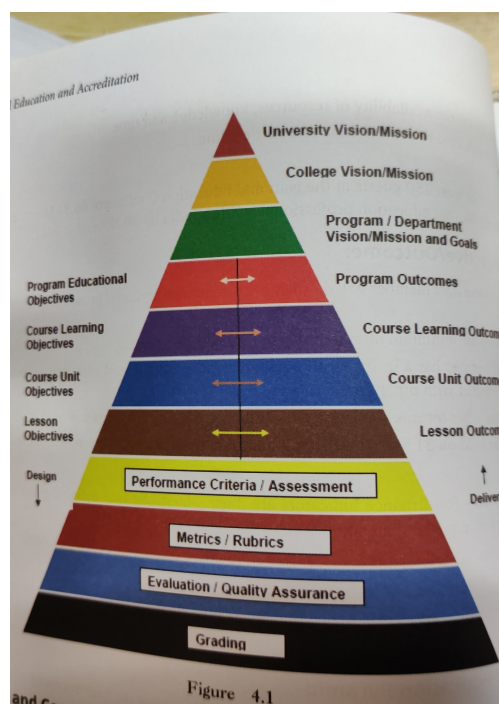 Education and Accreditation
University Vision/Mission
College Vision/Mission
Program / Department
Vision/Mission and Goals
Program Educational
Objectives
Program Outcomes
Course Learning
Objectives
Course Learning Outcom
Course Unit
Objectives
Course Unit Outcome
Lesson
Objectives
Lesson Outcom
Design
Deliver
Performance Criteria / Assessment
Metrics / Rubrics
Evaluation / Quality Assurance
Grading
Figure 4.1
and